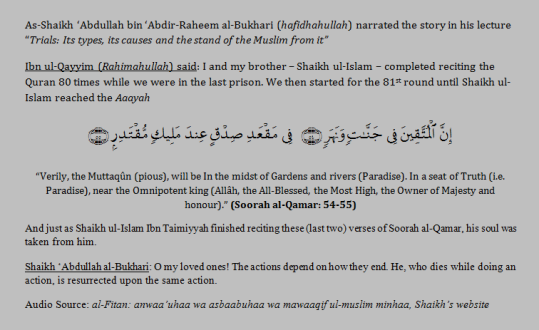 As-Shaikh ‘Abdullah bin ‘Abdir-Raheem al-Bukhari (hafidhahullah) narrated the story in his lecture
“Trials: Its types, its causes and the stand of the Muslim from it”
Ibn ul-Qayyim (Rahimahullah) said: I and my brother – Shaikh ul-Islam – completed reciting the
Quran 80 times while we were in the last prison. We then started for the 81st round until Shaikh ul-
Islam reached the Aaayah
إِنَّ ٱلْمُتَّقِينَ فِى جَنَّـٰتٍ وَنَهَرٍ ﴿٥٤﴾ فِى مَقْعَدِ صِدْقٍ عِندَ مَلِيكٍ مُّقْتَدِرٍۭ ﴿٥٥﴾
“Verily, the Muttaqûn (pious), will be In the midst of Gardens and rivers (Paradise). In a seat of Truth (i.e.
Paradise), near the Omnipotent king (Allâh, the All-Blessed, the Most High, the Owner of Majesty and
honour).” (Soorah al-Qamar: 54-55)
And just as Shaikh ul-Islam Ibn Taimiyyah finished reciting these (last two) verses of Soorah al-Qamar, his soul was
taken from him.
Shaikh ‘Abdullah al-Bukhari: O my loved ones! The actions depend on how they end. He, who dies while doing an
action, is resurrected upon the same action.
Audio Source: al-Fitan: anwaa’uhaa wa asbaabuhaa wa mawaaqif ul-muslim minhaa, Shaikh’s website